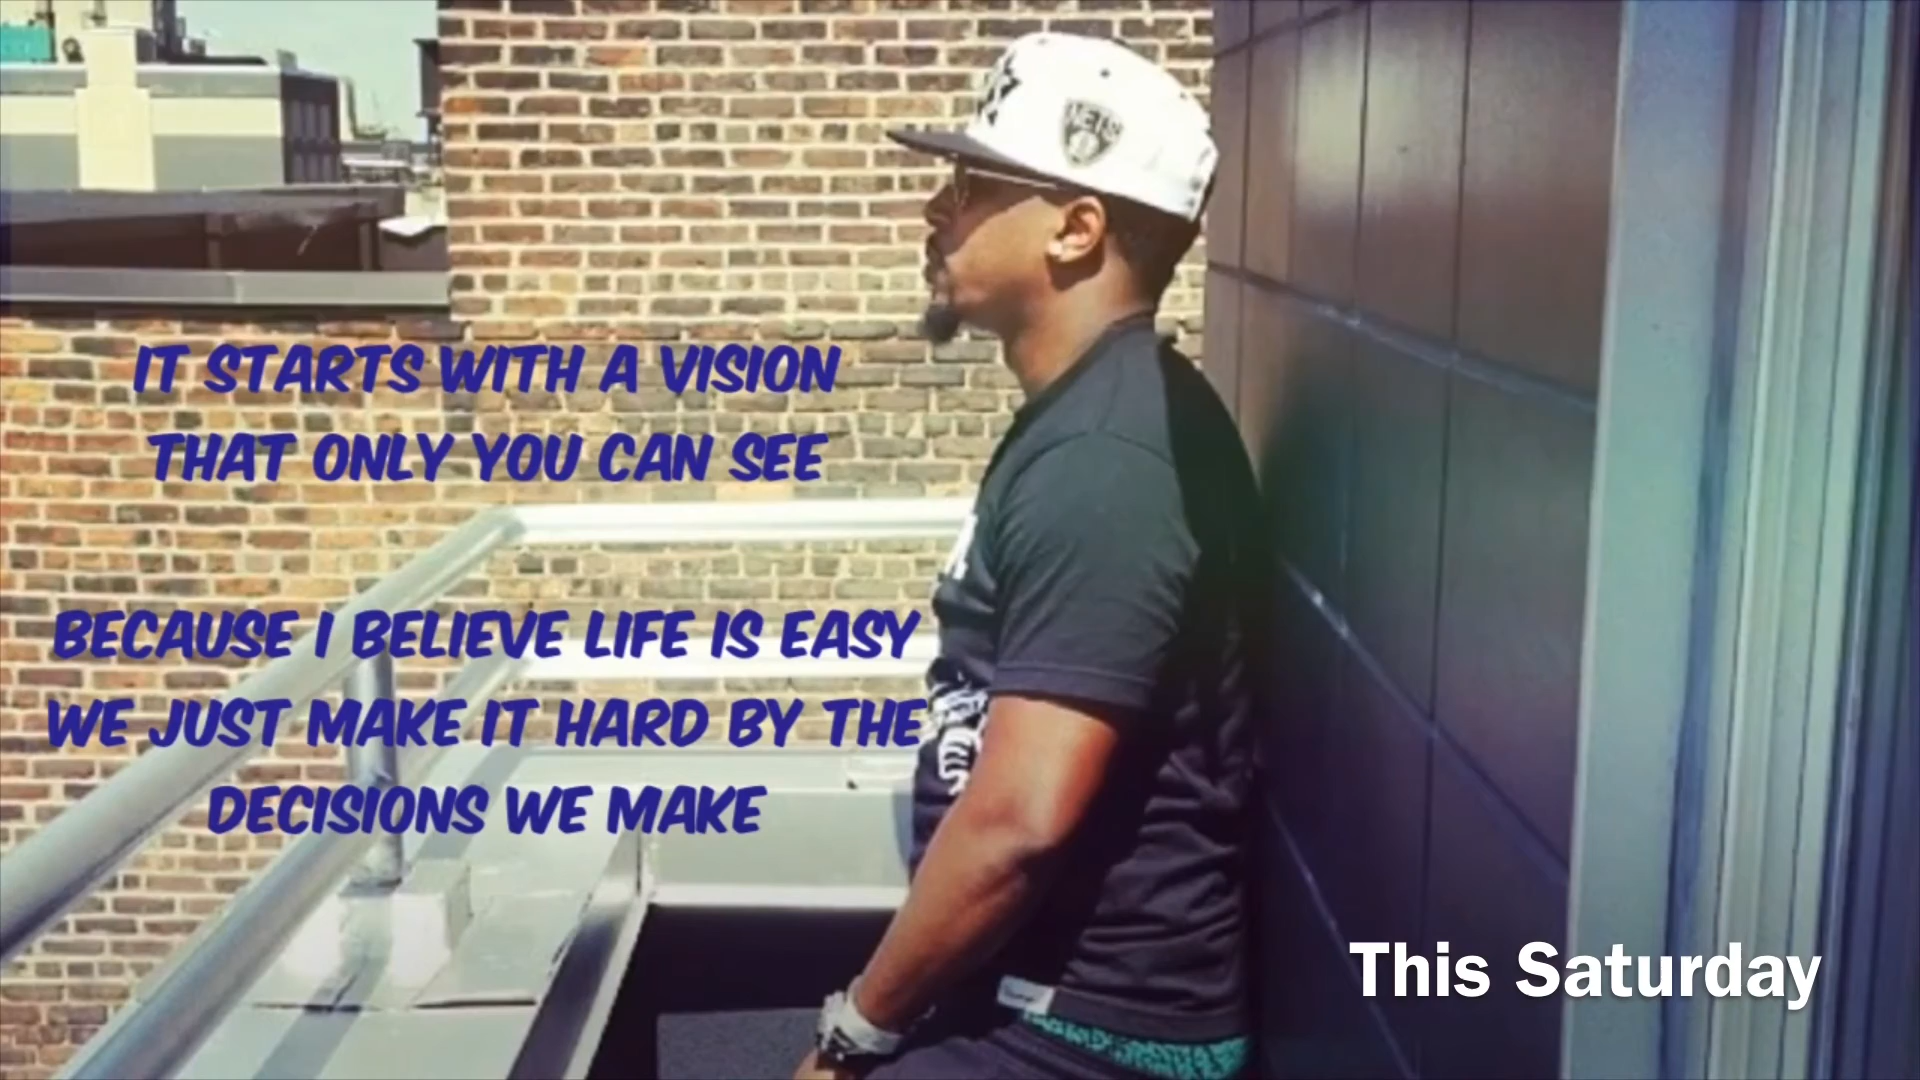 NETS
IT STARTS WITH A VISION
THAT ONLY YOU CAN SEE
BECAUSE I BELIEVE LIFE IS EASY
WE JUST MAKE IT HARD BY THE
DECISIONS WE MAKE
This Saturday